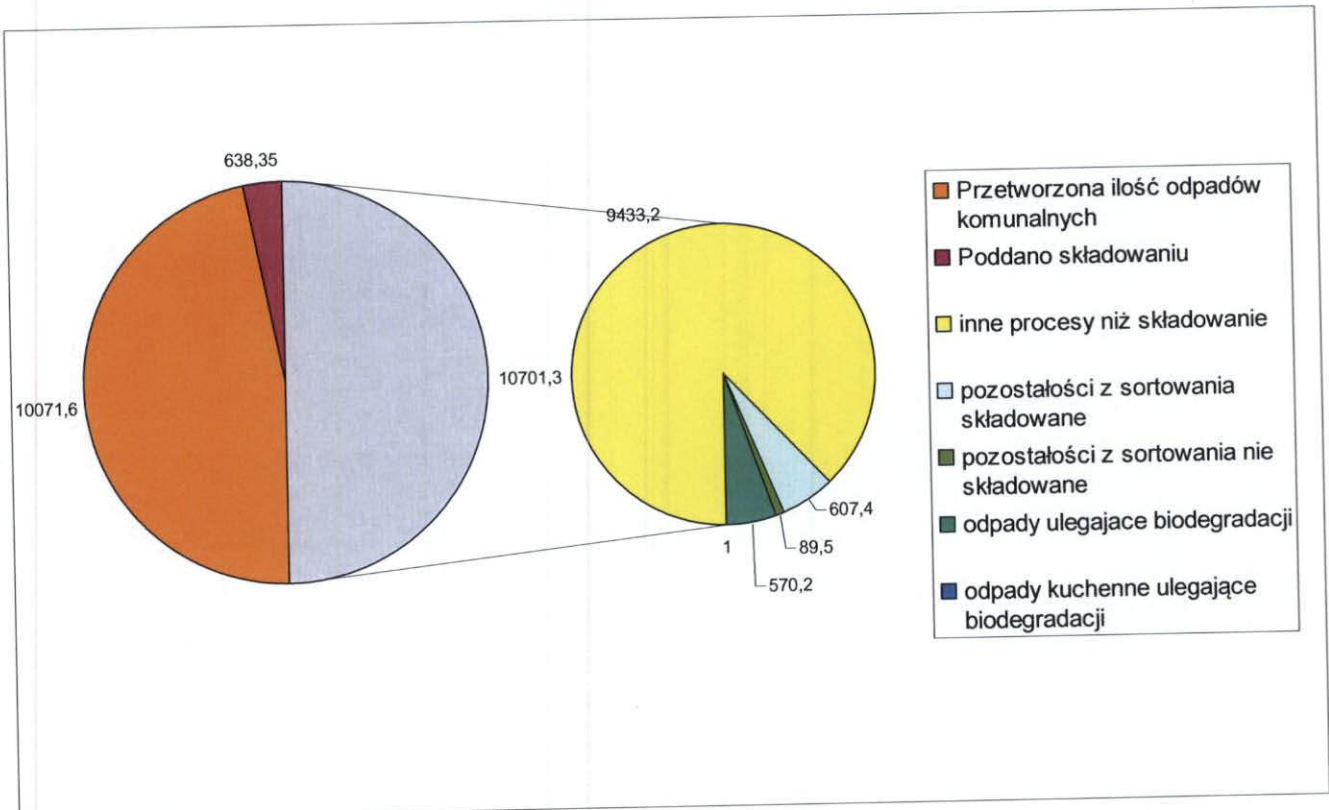 638,35
10071,6
10701,3
9433,2
607,4
89,5
570,2
1
Przetworzona ilość odpadów
komunalnych
Poddano składowaniu
inne procesy niż składowanie
pozostałości z sortowania
składowane
pozostałości z sortowania nie
składowane
odpady ulegajace biodegradacji
odpady kuchenne ulegające
biodegradacji